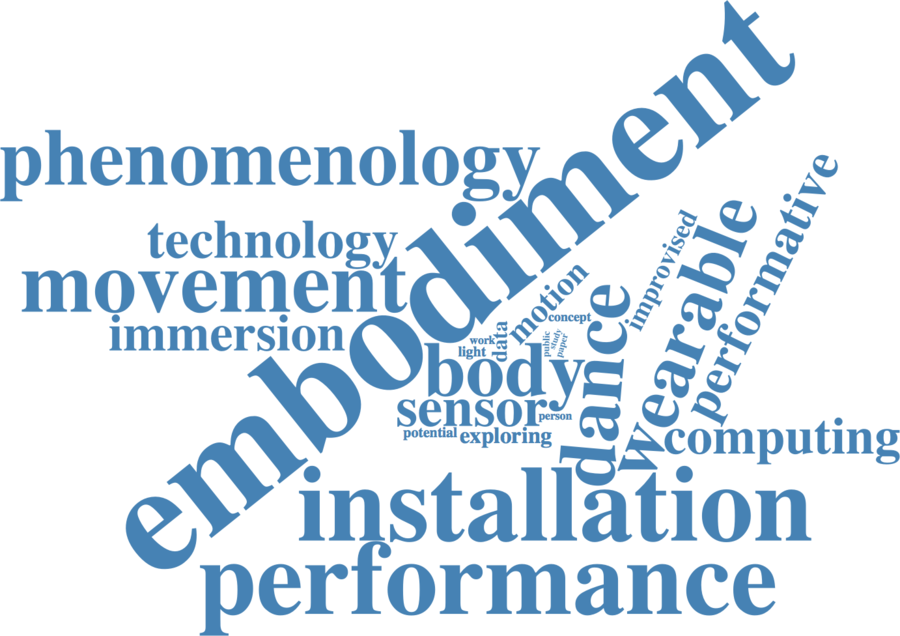 embodiment
phenomenology
performative
technology
wearable
improvised
movement
motion
dance
immersion
concept
data
work
light
public
study
paper
body
sensor
person
potential
exploring
computing
installation
performance